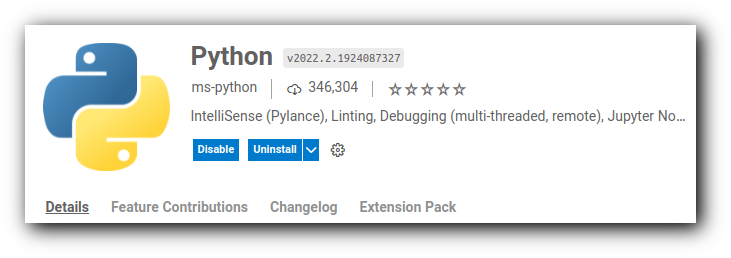 Python v2022.2.1924087327
ms-python 346,304
IntelliSense (Pylance), Linting, Debugging (multi-threaded, remote), Jupyter No...
Disable Uninstall
Details Feature Contributions Changelog Extension Pack